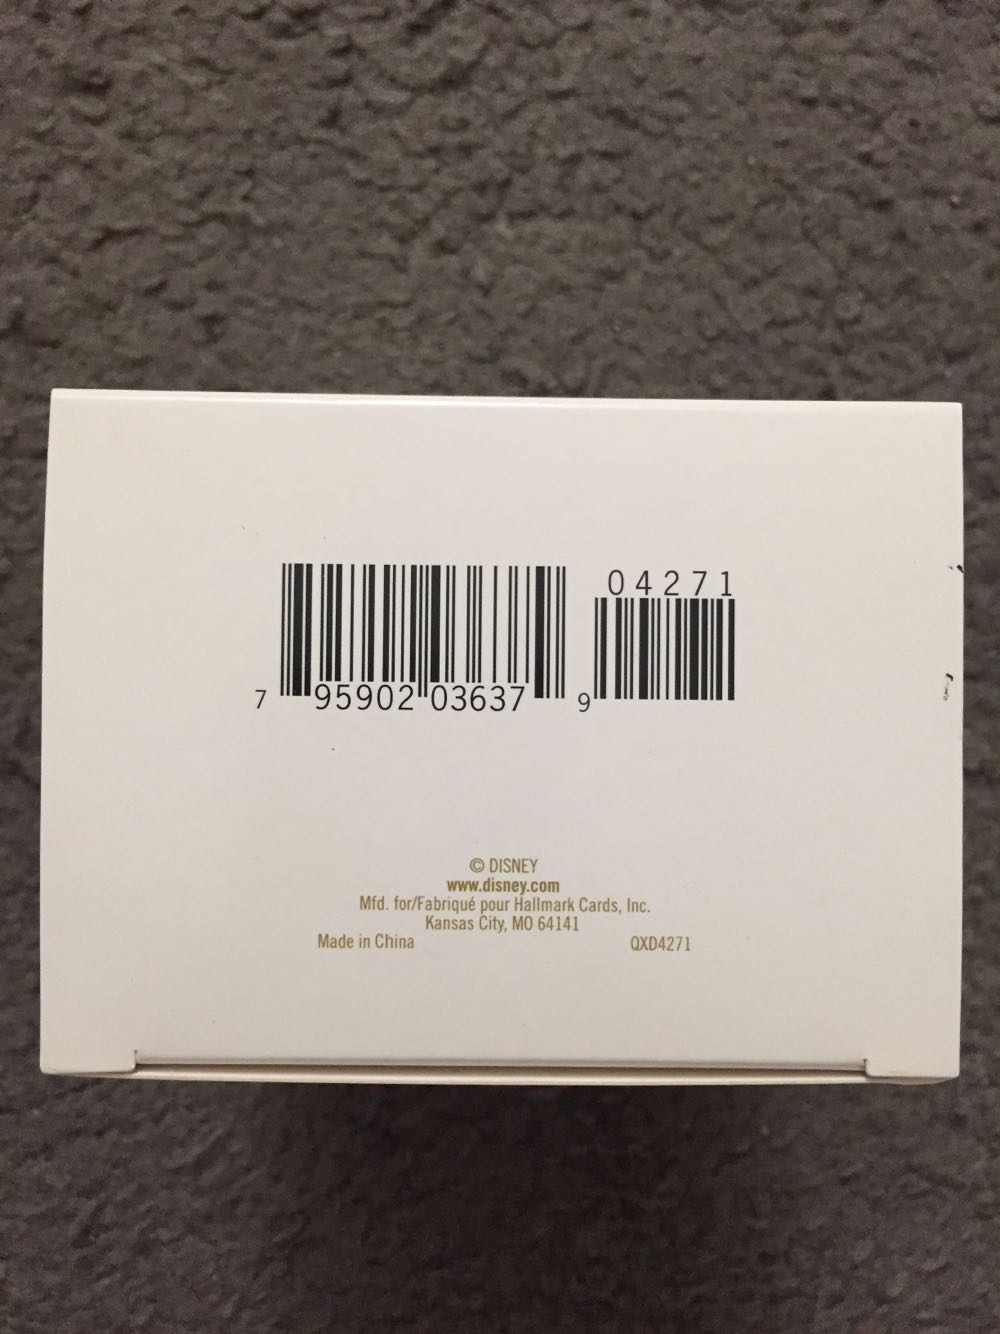 04271
7 95902 03637 9
© DISNEY
www.disney.com
Mfd. for/Fabriqué pour Hallmark Cards, Inc.
Kansas City, MO 64141
Made in China QXD4271